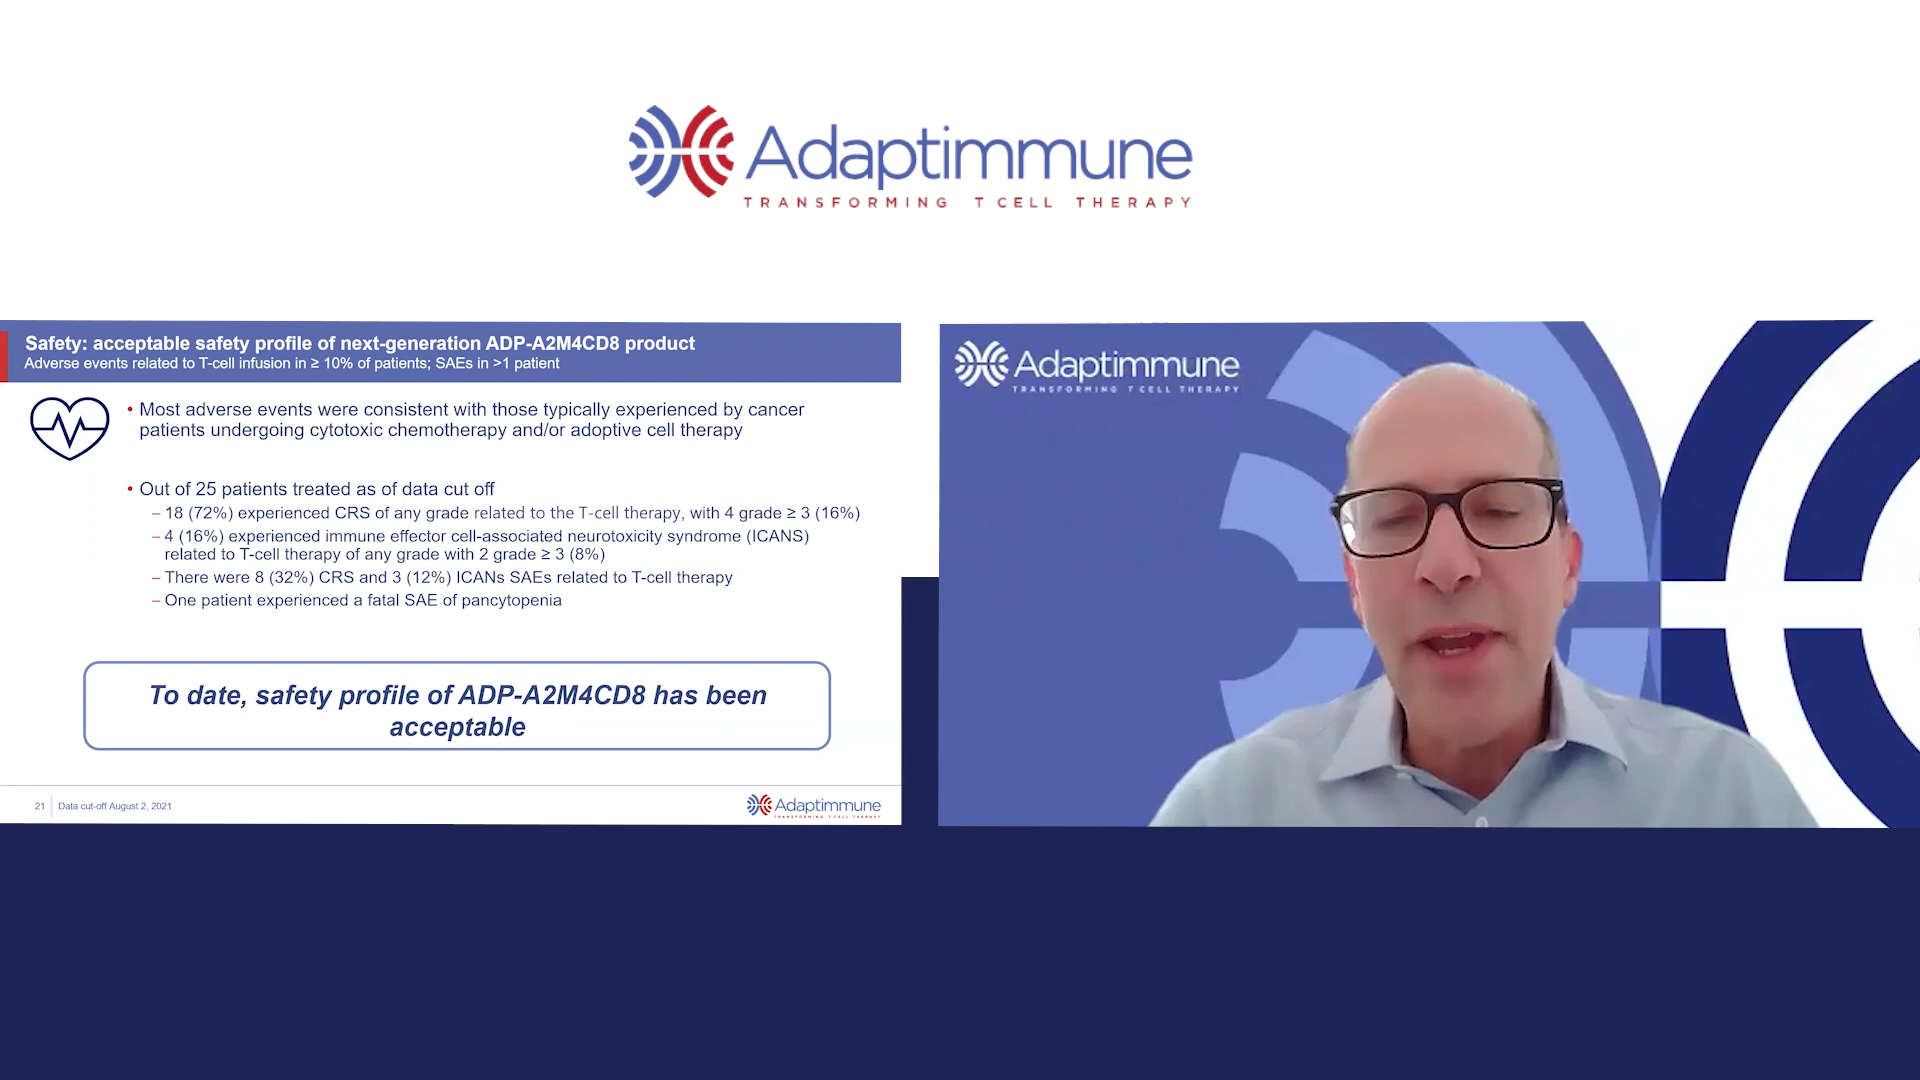 Adaptimmune
TRANSFORMING T CELL THERAPY
Safety: acceptable safety profile of next-generation ADP-A2M4CD8 product
Adverse events related to T-cell infusion in ≥ 10% of patients; SAEs in >1 patient
• Most adverse events were consistent with those typically experienced by cancer
patients undergoing cytotoxic chemotherapy and/or adoptive cell therapy
• Out of 25 patients treated as of data cut off
– 18 (72%) experienced CRS of any grade related to the T-cell therapy, with 4 grade ≥ 3 (16%)
– 4 (16%) experienced immune effector cell-associated neurotoxicity syndrome (ICANS)
related to T-cell therapy of any grade with 2 grade ≥ 3 (8%)
– There were 8 (32%) CRS and 3 (12%) ICANs SAEs related to T-cell therapy
– One patient experienced a fatal SAE of pancytopenia
To date, safety profile of ADP-A2M4CD8 has been
acceptable
21 Data cut-off August 2, 2021
Adaptimmune
TRANSFORMING T CELL THERAPY
Adaptimmune
TRANSFORMING T CELL THERAPY